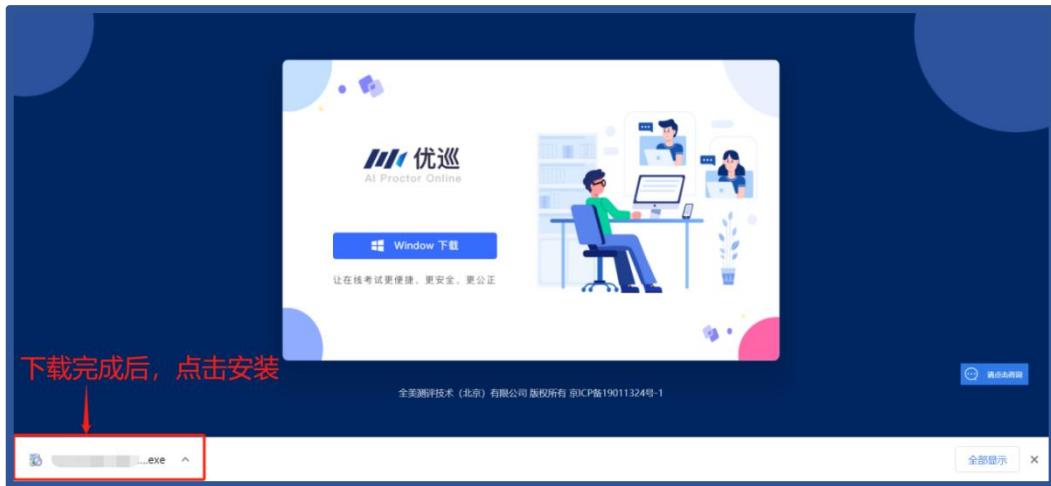 优巡
AI Proctor Online
Window 下载
让在线考试更便捷、更安全、更公正
下载完成后，点击安装
全美测评技术（北京）有限公司 版权所有 京ICP备19011324号-1
请点击咨询
....exe
全部显示